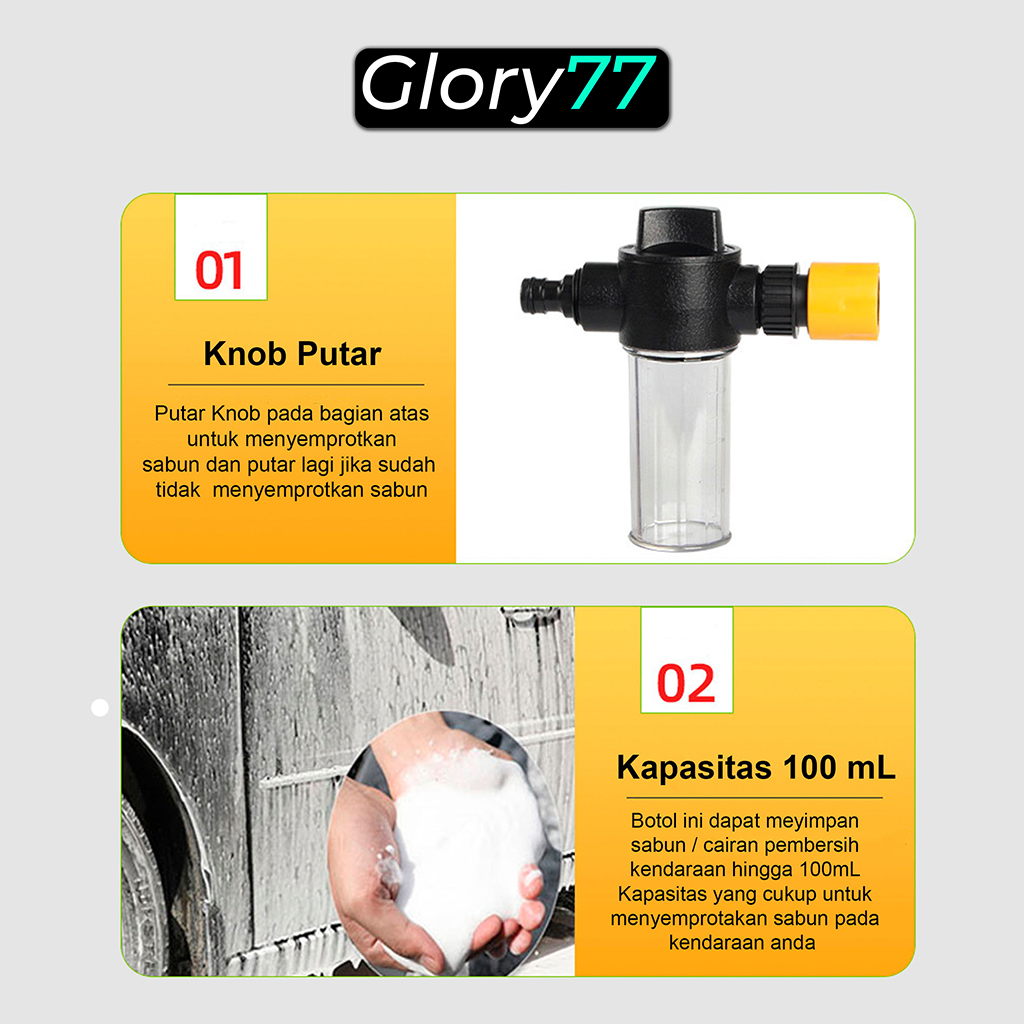 Glory77
01
Knob Putar
Putar Knob pada bagian atas
untuk menyemprotkan
sabun dan putar lagi jika sudah
tidak menyemprotkan sabun
02
Kapasitas 100 mL
Botol ini dapat meyimpan
sabun / cairan pembersih
kendaraan hingga 100mL
Kapasitas yang cukup untuk
menyemprotakan sabun pada
kendaraan anda